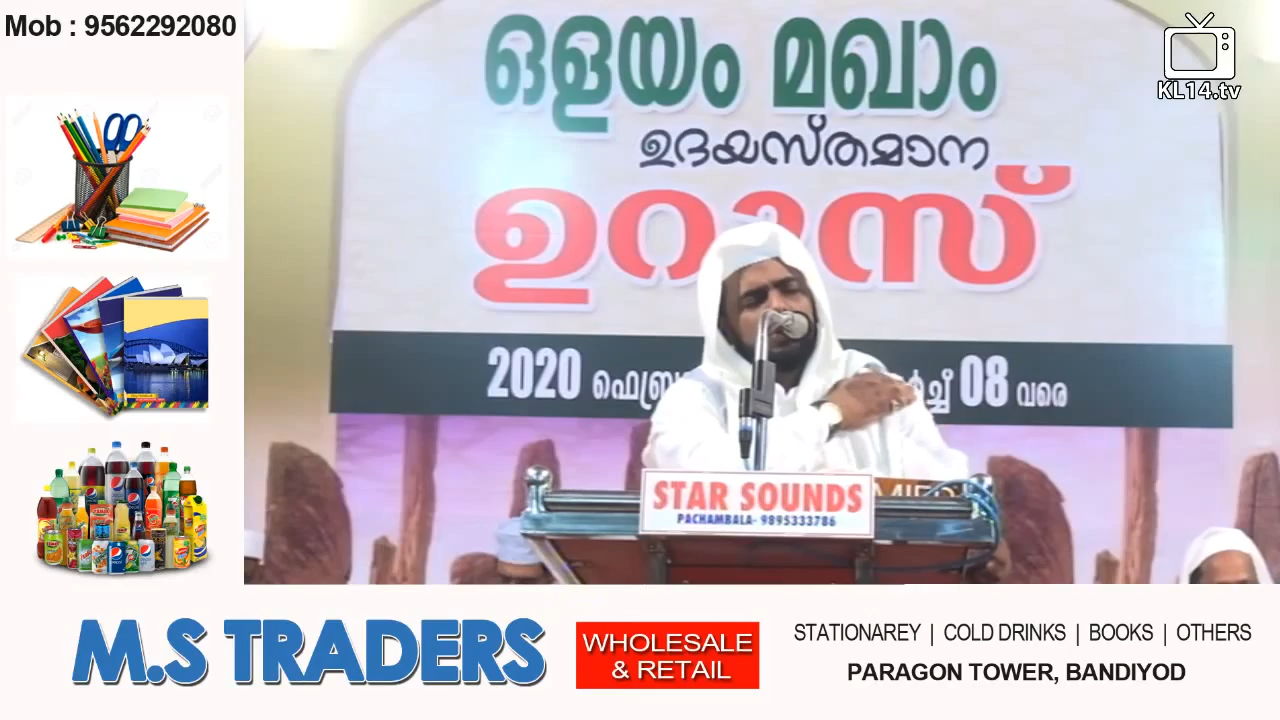 Mob : 9562292080
KL14.tv
ഒളയം മഖാം
ഉദയസ്തമാന
ഉറൂസ്
2020 08 വരെ
STAR SOUNDS
PACHAMBALA- 9895333786
M.S TRADERS
WHOLESALE
& RETAIL
STATIONAREY | COLD DRINKS | BOOKS | OTHERS
PARAGON TOWER, BANDIYOD